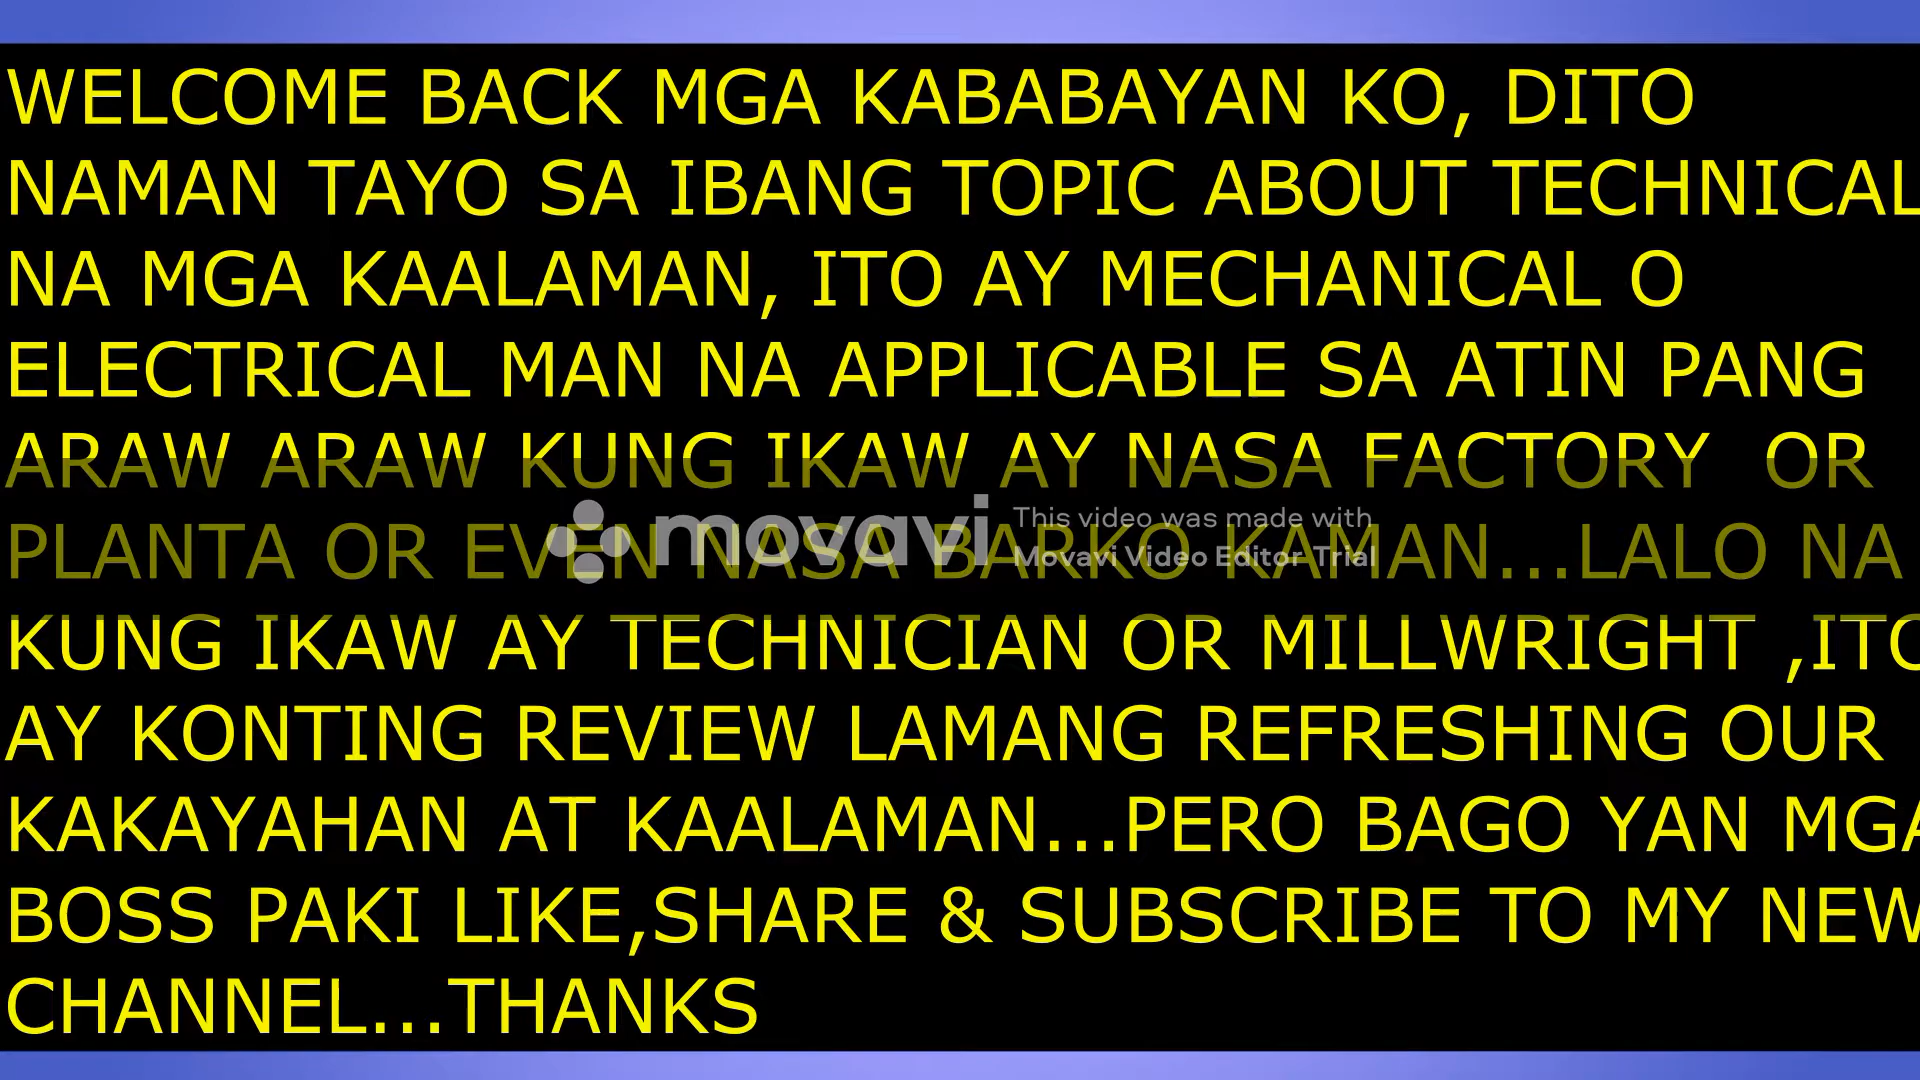 WELCOME BACK MGA KABABAYAN KO, DITO
NAMAN TAYO SA IBANG TOPIC ABOUT TECHNICAL
NA MGA KAALAMAN, ITO AY MECHANICAL O
ELECTRICAL MAN NA APPLICABLE SA ATIN PANG
ARAW ARAW KUNG IKAW AY NASA FACTORY OR
PLANTA OR EVEN NASA BARKO KAMAN...LALO NA
movavi
This video was made with
Movavi Video Editor Trial
KUNG IKAW AY TECHNICIAN OR MILLWRIGHT ,ITO
AY KONTING REVIEW LAMANG REFRESHING OUR
KAKAYAHAN AT KAALAMAN...PERO BAGO YAN MGA
BOSS PAKI LIKE,SHARE & SUBSCRIBE TO MY NEW
CHANNEL...THANKS